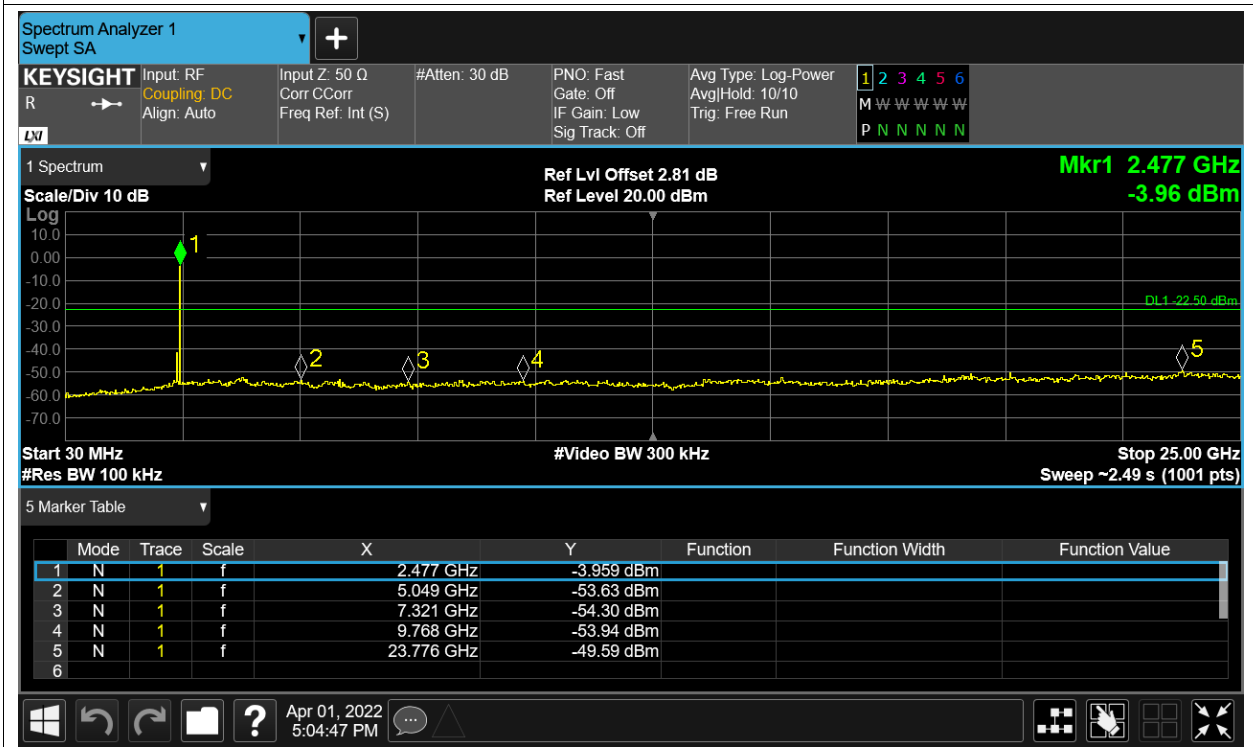 Spectrum Analyzer 1
Swept SA
KEYSIGHT Input: RF Input Z: 50 Ω #Atten: 30 dB PNO: Fast Avg Type: Log-Power 1 2 3 4 5 6
R Coupling: DC Corr CCorr Gate: Off Avg|Hold: 10/10 M W W W W W
Align: Auto Freq Ref: Int (S) IF Gain: Low Trig: Free Run
LXI Sig Track: Off P N N N N N
1 Spectrum Ref Lvl Offset 2.81 dB Mkr1 2.477 GHz
Scale/Div 10 dB Ref Level 20.00 dBm -3.96 dBm
Log
10.0
0.00
-10.0
-20.0
-30.0
-40.0
-50.0
-60.0
-70.0
1
DL1 -22.50 dBm
2 3 4 5
Start 30 MHz #Video BW 300 kHz Stop 25.00 GHz
#Res BW 100 kHz Sweep ~2.49 s (1001 pts)
5 Marker Table
Mode Trace Scale X Y Function Function Width Function Value
1 N 1 f 2.477 GHz -3.959 dBm
2 N 1 f 5.049 GHz -53.63 dBm
3 N 1 f 7.321 GHz -54.30 dBm
4 N 1 f 9.768 GHz -53.94 dBm
5 N 1 f 23.776 GHz -49.59 dBm
6
? Apr 01, 2022
5:04:47 PM